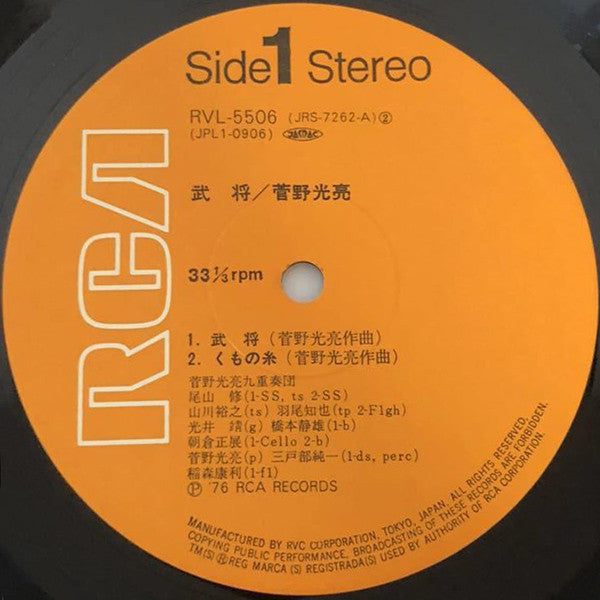 Side 1 Stereo
RVL-5506 (JRS-7262-A)②
(JPL1-0906) JASRAC
RCA
武 将／菅野光亮
33⅓rpm
1. 武 将（菅野光亮作曲）
2. くもの糸（菅野光亮作曲）
菅野光亮九重奏団
尾山 修(1-SS, ts 2-SS)
山川裕之(ts) 羽尾知也(tp 2-Flgh)
光井 靖(g) 橋本静雄(1-b)
朝倉正展(1-Cello 2-b)
菅野光亮(p) 三戸部純一(1-ds, perc)
稲森康利(1-fl)
Ⓟ '76 RCA RECORDS
MANUFACTURED BY RVC CORPORATION, TOKYO, JAPAN. ALL RIGHTS RESERVED.
COPYING PUBLIC PERFORMANCE, BROADCASTING OF THESE RECORDS ARE FORBIDDEN.
TM(S) ® REG MARCA(S) REGISTRADA(S) USED BY AUTHORITY OF RCA CORPORATION.